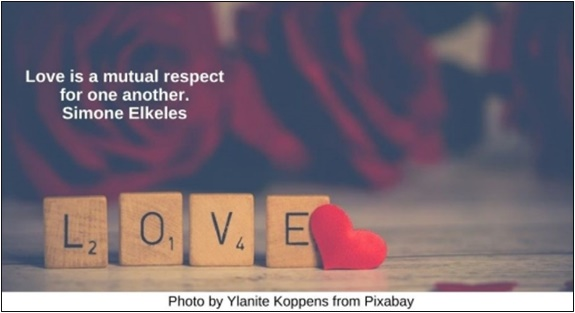 Love is a mutual respect
for one another.
Simone Elkeles
L2 O1 V4 E
Photo by Ylanite Koppens from Pixabay